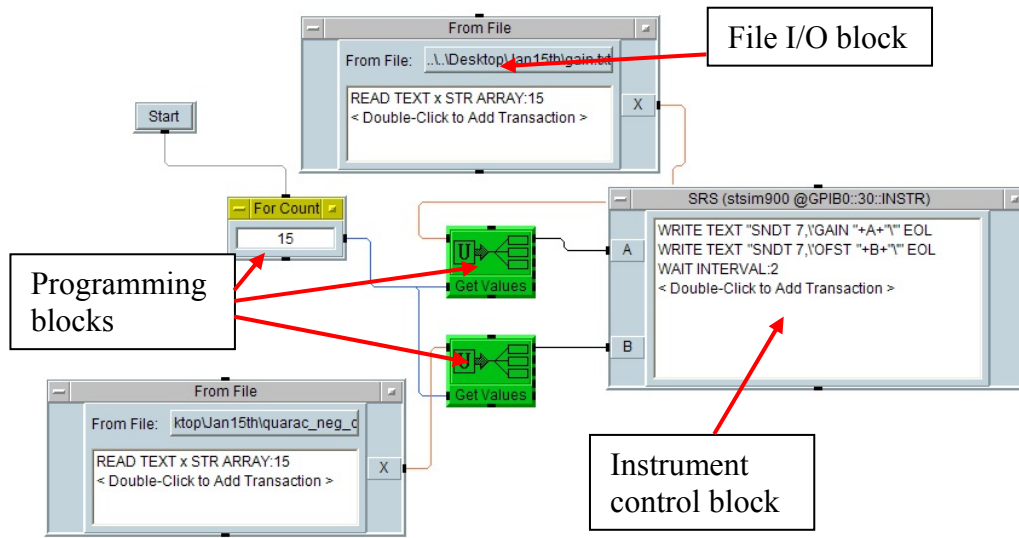 From File
From File:
..\..\Desktop\Jan15th\gain.txt
READ TEXT x STR ARRAY:15
< Double-Click to Add Transaction >
X
File I/O block
Start
For Count
15
Get Values
Get Values
SRS (stsim900 @GPIB0::30::INSTR)
A
B
WRITE TEXT "SNDT 7,\'GAIN "+A+"\'" EOL
WRITE TEXT "SNDT 7,\'OFST "+B+"\'" EOL
WAIT INTERVAL:2
< Double-Click to Add Transaction >
Programming
blocks
From File
From File:
ktop\Jan15th\quarac_neg_c
READ TEXT x STR ARRAY:15
< Double-Click to Add Transaction >
X
Instrument
control block